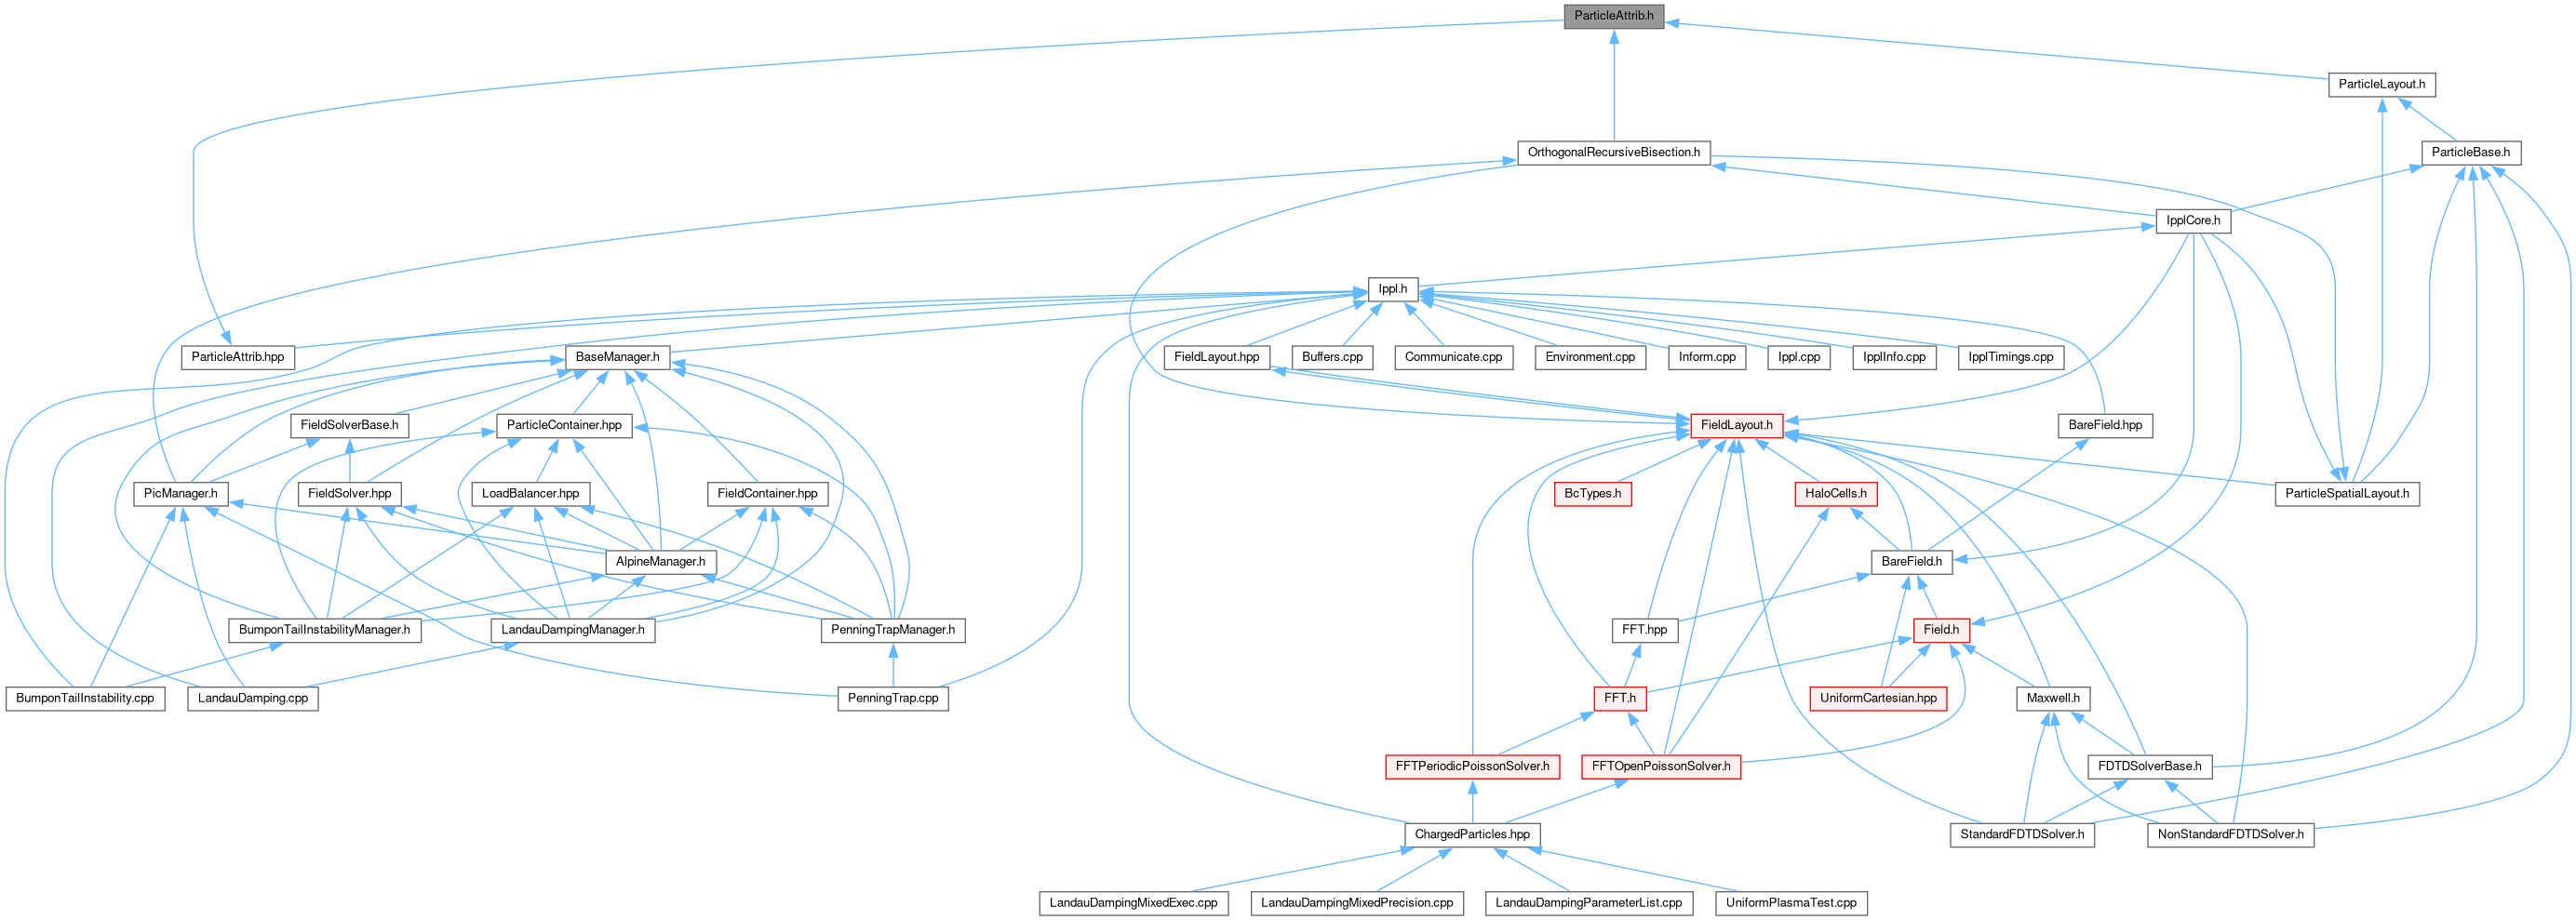 ParticleAttrib.h
ParticleLayout.h
OrthogonalRecursiveBisection.h
ParticleBase.h
IpplCore.h
Ippl.h
ParticleAttrib.hpp
BaseManager.h
FieldLayout.hpp
Buffers.cpp
Communicate.cpp
Environment.cpp
Inform.cpp
Ippl.cpp
IpplInfo.cpp
IpplTimings.cpp
FieldSolverBase.h
ParticleContainer.hpp
FieldLayout.h
BareField.hpp
PicManager.h
FieldSolver.hpp
LoadBalancer.hpp
FieldContainer.hpp
BcTypes.h
HaloCells.h
ParticleSpatialLayout.h
AlpineManager.h
BareField.h
BumponTailInstabilityManager.h
LandauDampingManager.h
PenningTrapManager.h
FFT.hpp
Field.h
BumponTailInstability.cpp
LandauDamping.cpp
PenningTrap.cpp
FFT.h
UniformCartesian.hpp
Maxwell.h
FFTPeriodicPoissonSolver.h
FFTOpenPoissonSolver.h
FDTDSolverBase.h
ChargedParticles.hpp
StandardFDTDSolver.h
NonStandardFDTDSolver.h
LandauDampingMixedExec.cpp
LandauDampingMixedPrecision.cpp
LandauDampingParameterList.cpp
UniformPlasmaTest.cpp